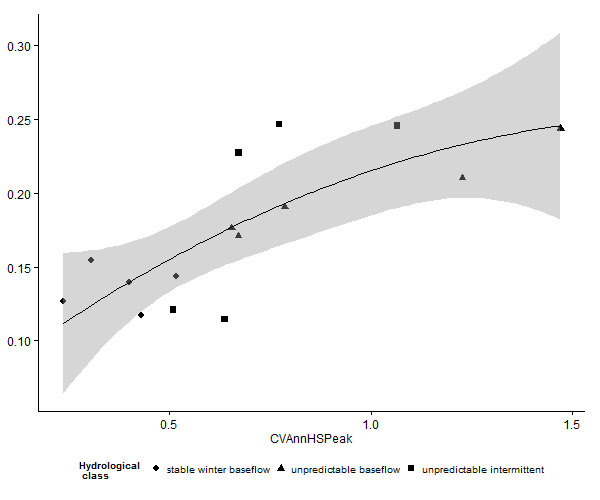 0.30
0.25
0.20
0.15
0.10
0.5
1.0
1.5
CVAnnHSPeak
Hydrological
class
stable winter baseflow
unpredictable baseflow
unpredictable intermittent